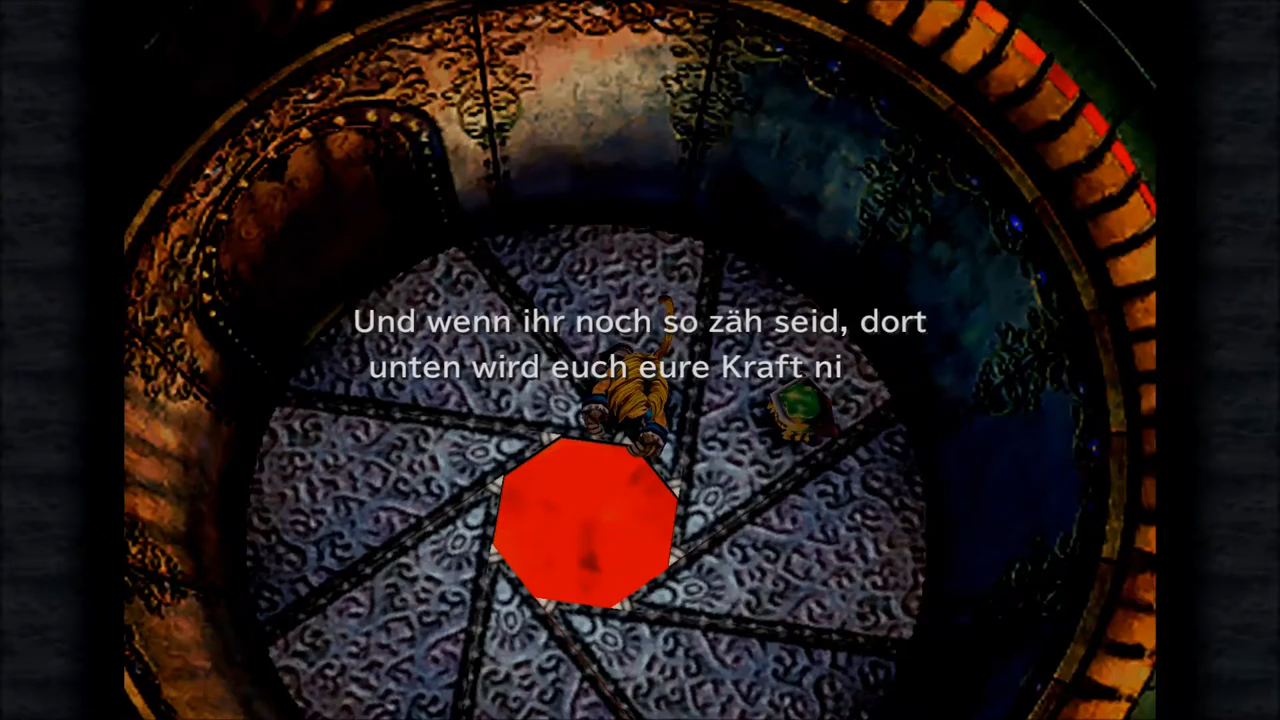 Und wenn ihr noch so zäh seid, dort
unten wird euch eure Kraft ni